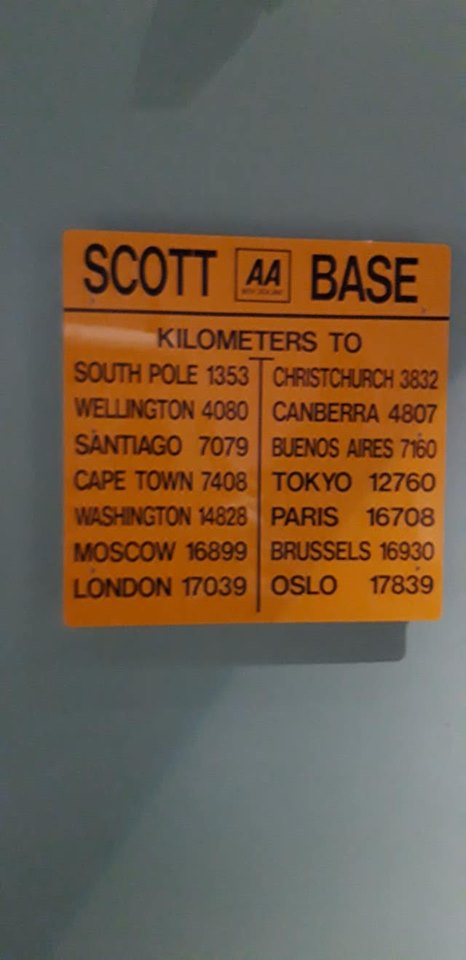 SCOTT AA BASE
KILOMETERS TO
SOUTH POLE 1353 CHRISTCHURCH 3832
WELLINGTON 4080 CANBERRA 4807
SANTIAGO 7079 BUENOS AIRES 7160
CAPE TOWN 7408 TOKYO 12760
WASHINGTON 14828 PARIS 16708
MOSCOW 16899 BRUSSELS 16930
LONDON 17039 OSLO 17839